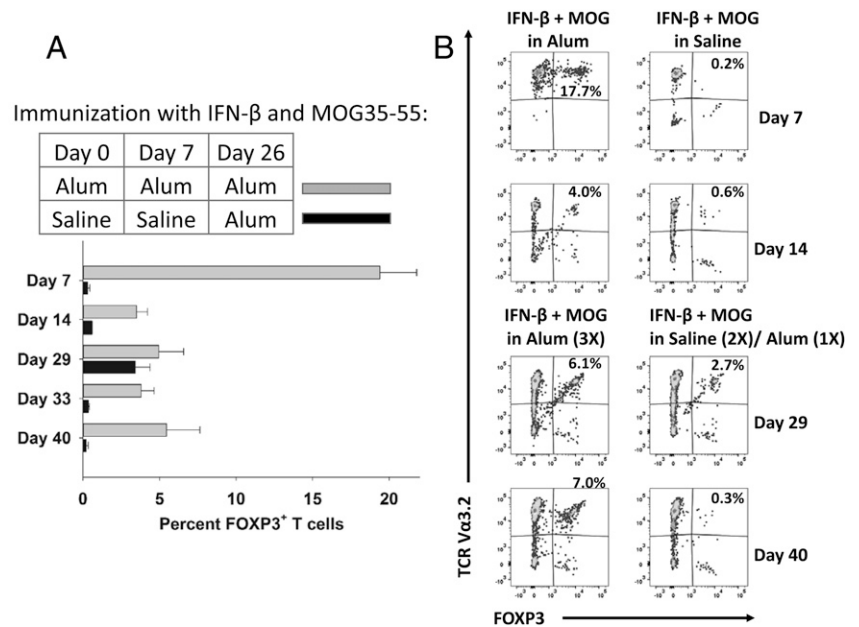 A
Immunization with IFN-β and MOG35-55:
Day 0 Day 7 Day 26
Alum Alum Alum
Saline Saline Alum
Day 7
Day 14
Day 29
Day 33
Day 40
0 5 10 15 20
Percent FOXP3⁺ T cells
B
IFN-β + MOG
in Alum
IFN-β + MOG
in Saline
17.7%
0.2%
Day 7
4.0%
0.6%
Day 14
IFN-β + MOG
in Alum (3X)
IFN-β + MOG
in Saline (2X)/ Alum (1X)
6.1%
2.7%
Day 29
7.0%
0.3%
Day 40
TCR Vα3.2
FOXP3